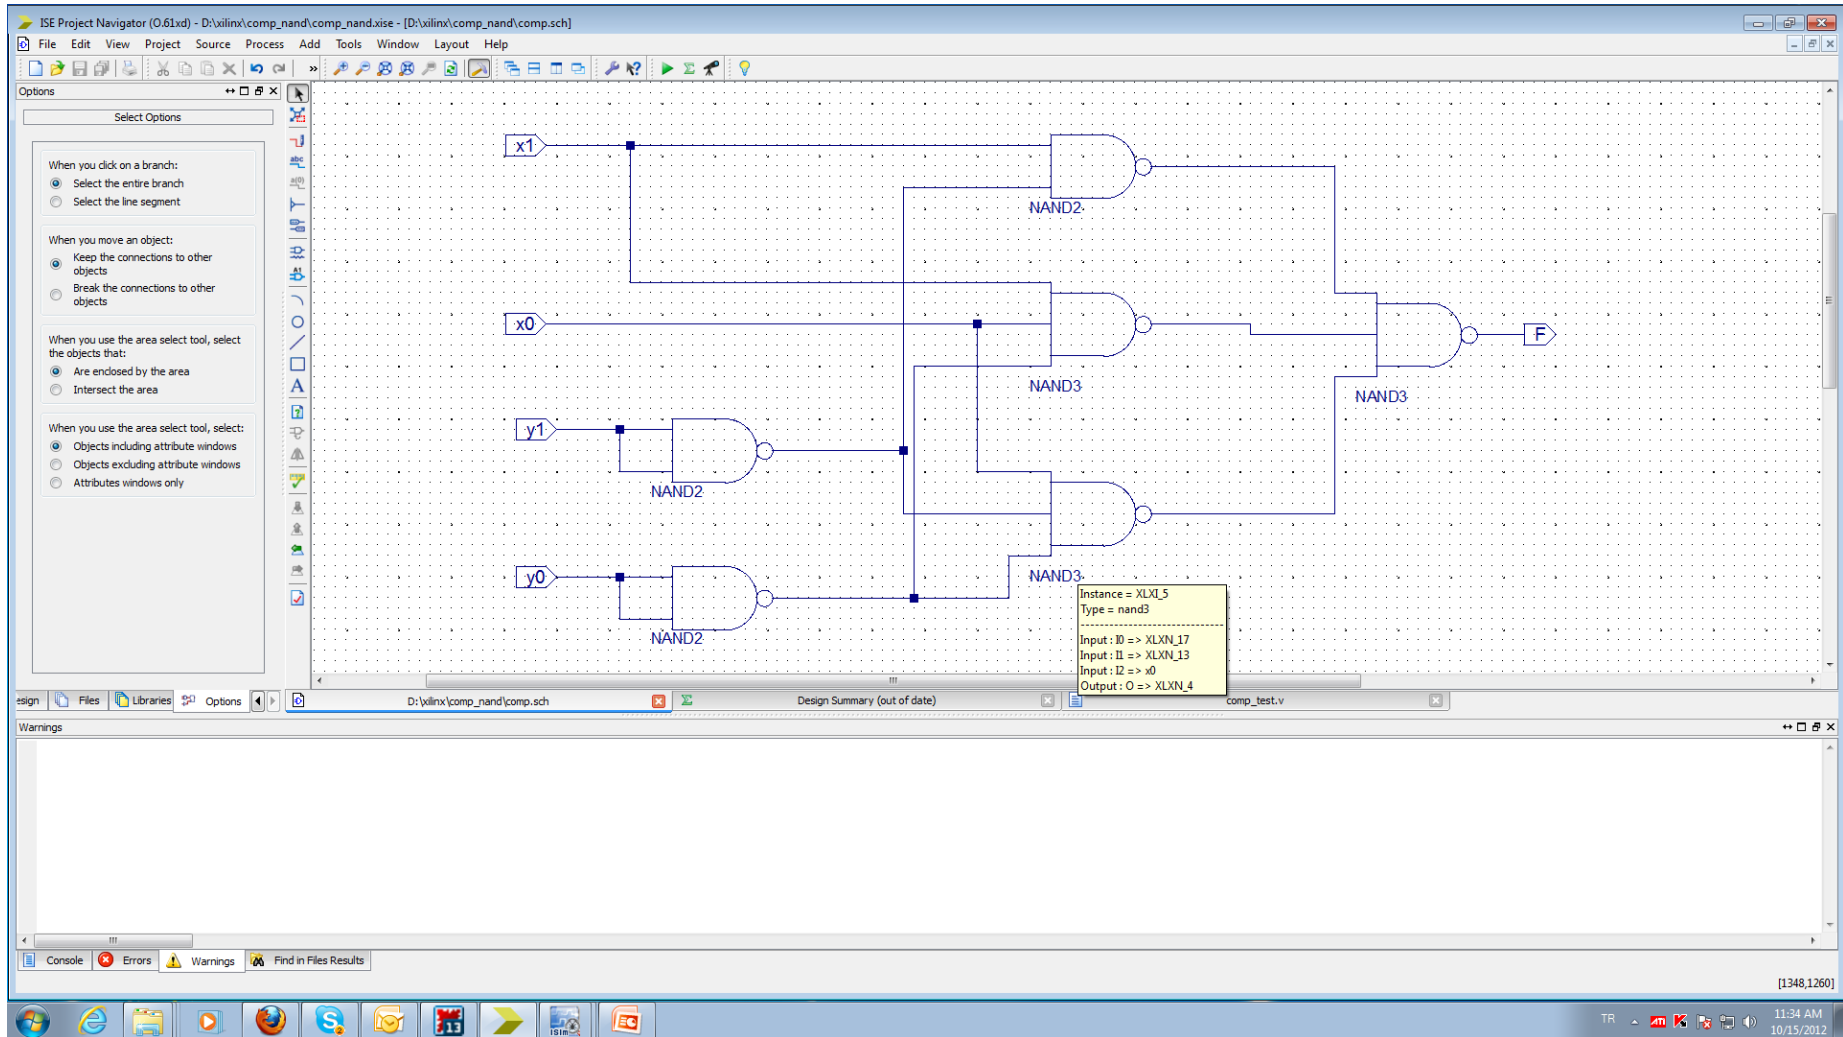 ISE Project Navigator (O.61xd) - D:\xilinx\comp_nand\comp_nand.xise - [D:\xilinx\comp_nand\comp.sch]
File Edit View Project Source Process Add Tools Window Layout Help
Options
Select Options
When you click on a branch:
Select the entire branch
Select the line segment
When you move an object:
Keep the connections to other
objects
Break the connections to other
objects
When you use the area select tool, select
the objects that:
Are enclosed by the area
Intersect the area
When you use the area select tool, select:
Objects including attribute windows
Objects excluding attribute windows
Attributes windows only
x1
NAND2
x0
NAND3
F
NAND3
y1
NAND2
y0
NAND3
NAND2
Instance = XLXI_5
Type = nand3
Input : I0 => XLXN_17
Input : I1 => XLXN_13
Input : I2 => x0
Output : O => XLXN_4
esign Files Libraries Options
D:\xilinx\comp_nand\comp.sch Design Summary (out of date) comp_test.v
Warnings
Console Errors Warnings Find in Files Results
[1348,1260]
TR ATI 11:34 AM
10/15/2012